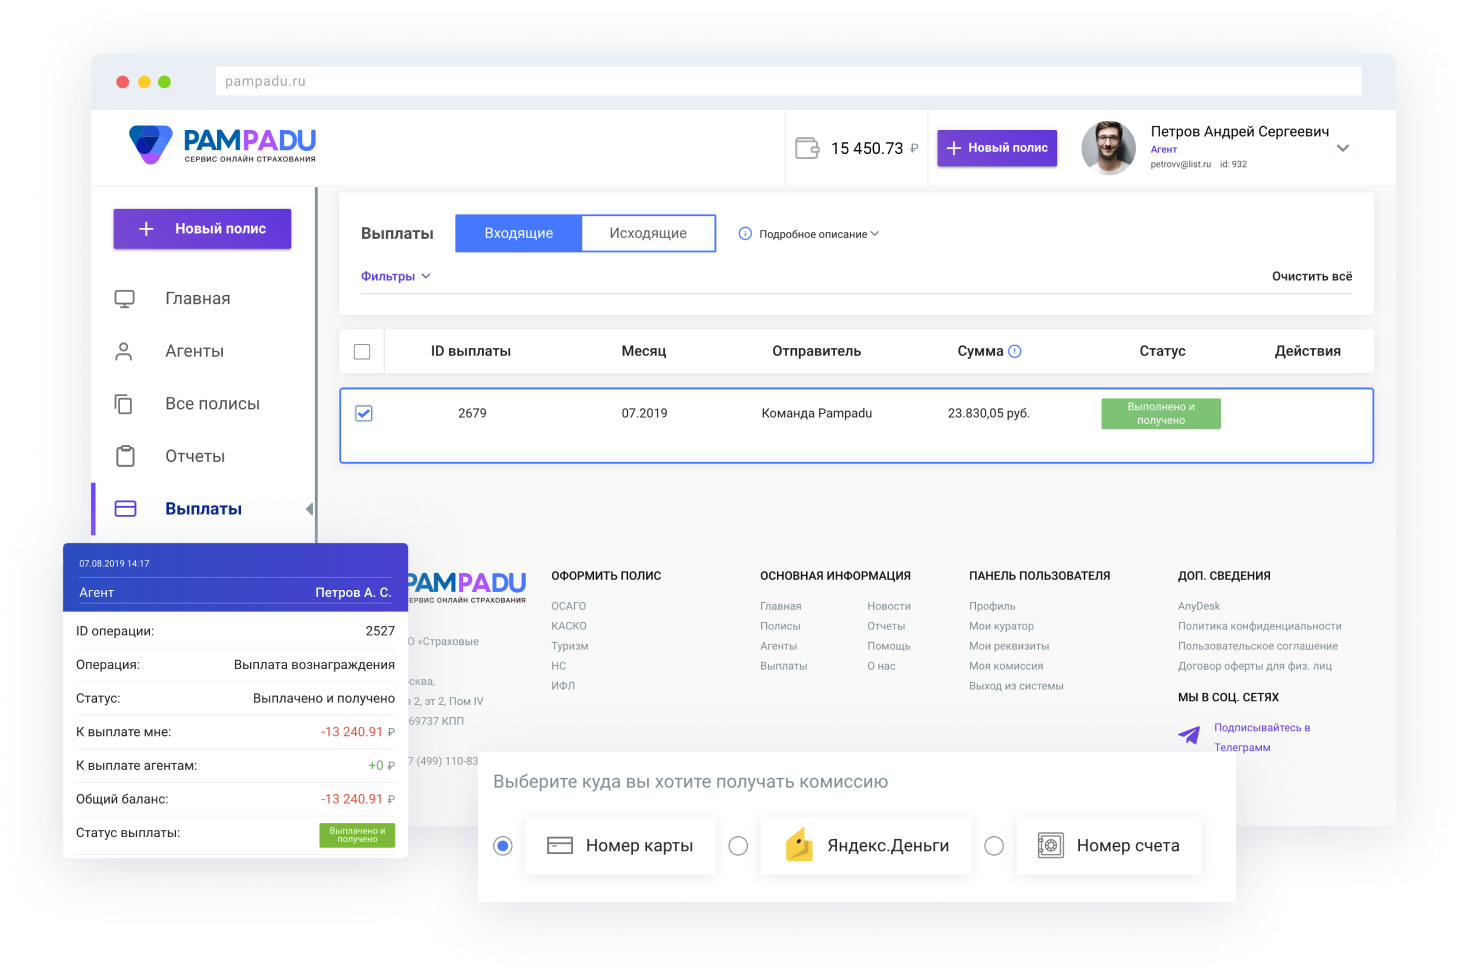 pampadu.ru
PAMPADU
СЕРВИС ОНЛАЙН СТРАХОВАНИЯ
15 450.73 ₽
Новый полис
Петров Андрей Сергеевич
Агент
petrovv@list.ru id: 932
Новый полис
Главная
Агенты
Все полисы
Отчеты
Выплаты
Выплаты
Входящие
Исходящие
Подробное описание
Фильтры
Очистить всё
ID выплаты Месяц Отправитель Сумма Статус Действия
2679 07.2019 Команда Pampadu 23.830,05 руб.
Выполнено и
получено
07.08.2019 14:17
Агент Петров А. С.
ID операции: 2527
Операция: Выплата вознаграждения
Статус: Выплачено и получено
К выплате мне: -13 240.91 ₽
К выплате агентам: +0 ₽
Общий баланс: -13 240.91 ₽
Статус выплаты:
Выплачено и
получено
PAMPADU
СЕРВИС ОНЛАЙН СТРАХОВАНИЯ
О «Страховые
сква,
2, эт 2, Пом IV
69737 КПП
7 (499) 110-83
ОФОРМИТЬ ПОЛИС
ОСАГО
КАСКО
Туризм
НС
ИФЛ
ОСНОВНАЯ ИНФОРМАЦИЯ
Главная Новости
Полисы Отчеты
Агенты Помощь
Выплаты О нас
ПАНЕЛЬ ПОЛЬЗОВАТЕЛЯ
Профиль
Мои куратор
Мои реквизиты
Моя комиссия
Выход из системы
ДОП. СВЕДЕНИЯ
AnyDesk
Политика конфиденциальности
Пользовательское соглашение
Договор оферты для физ. лиц
МЫ В СОЦ. СЕТЯХ
Подписывайтесь в
Телеграмм
Выберите куда вы хотите получать комиссию
Номер карты
Яндекс.Деньги
Номер счета